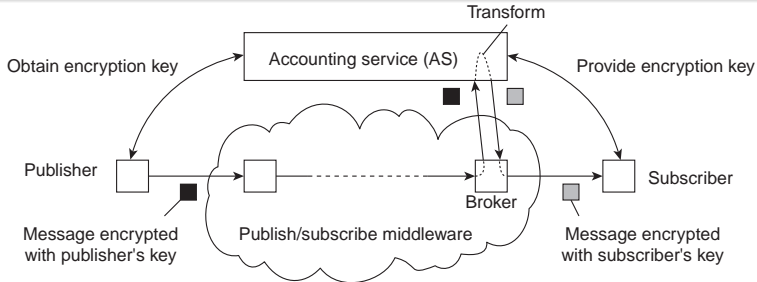 Transform
Accounting service (AS)
Obtain encryption key
Provide encryption key
Publisher
Subscriber
Broker
Message encrypted
with publisher's key
Publish/subscribe middleware
Message encrypted
with subscriber's key